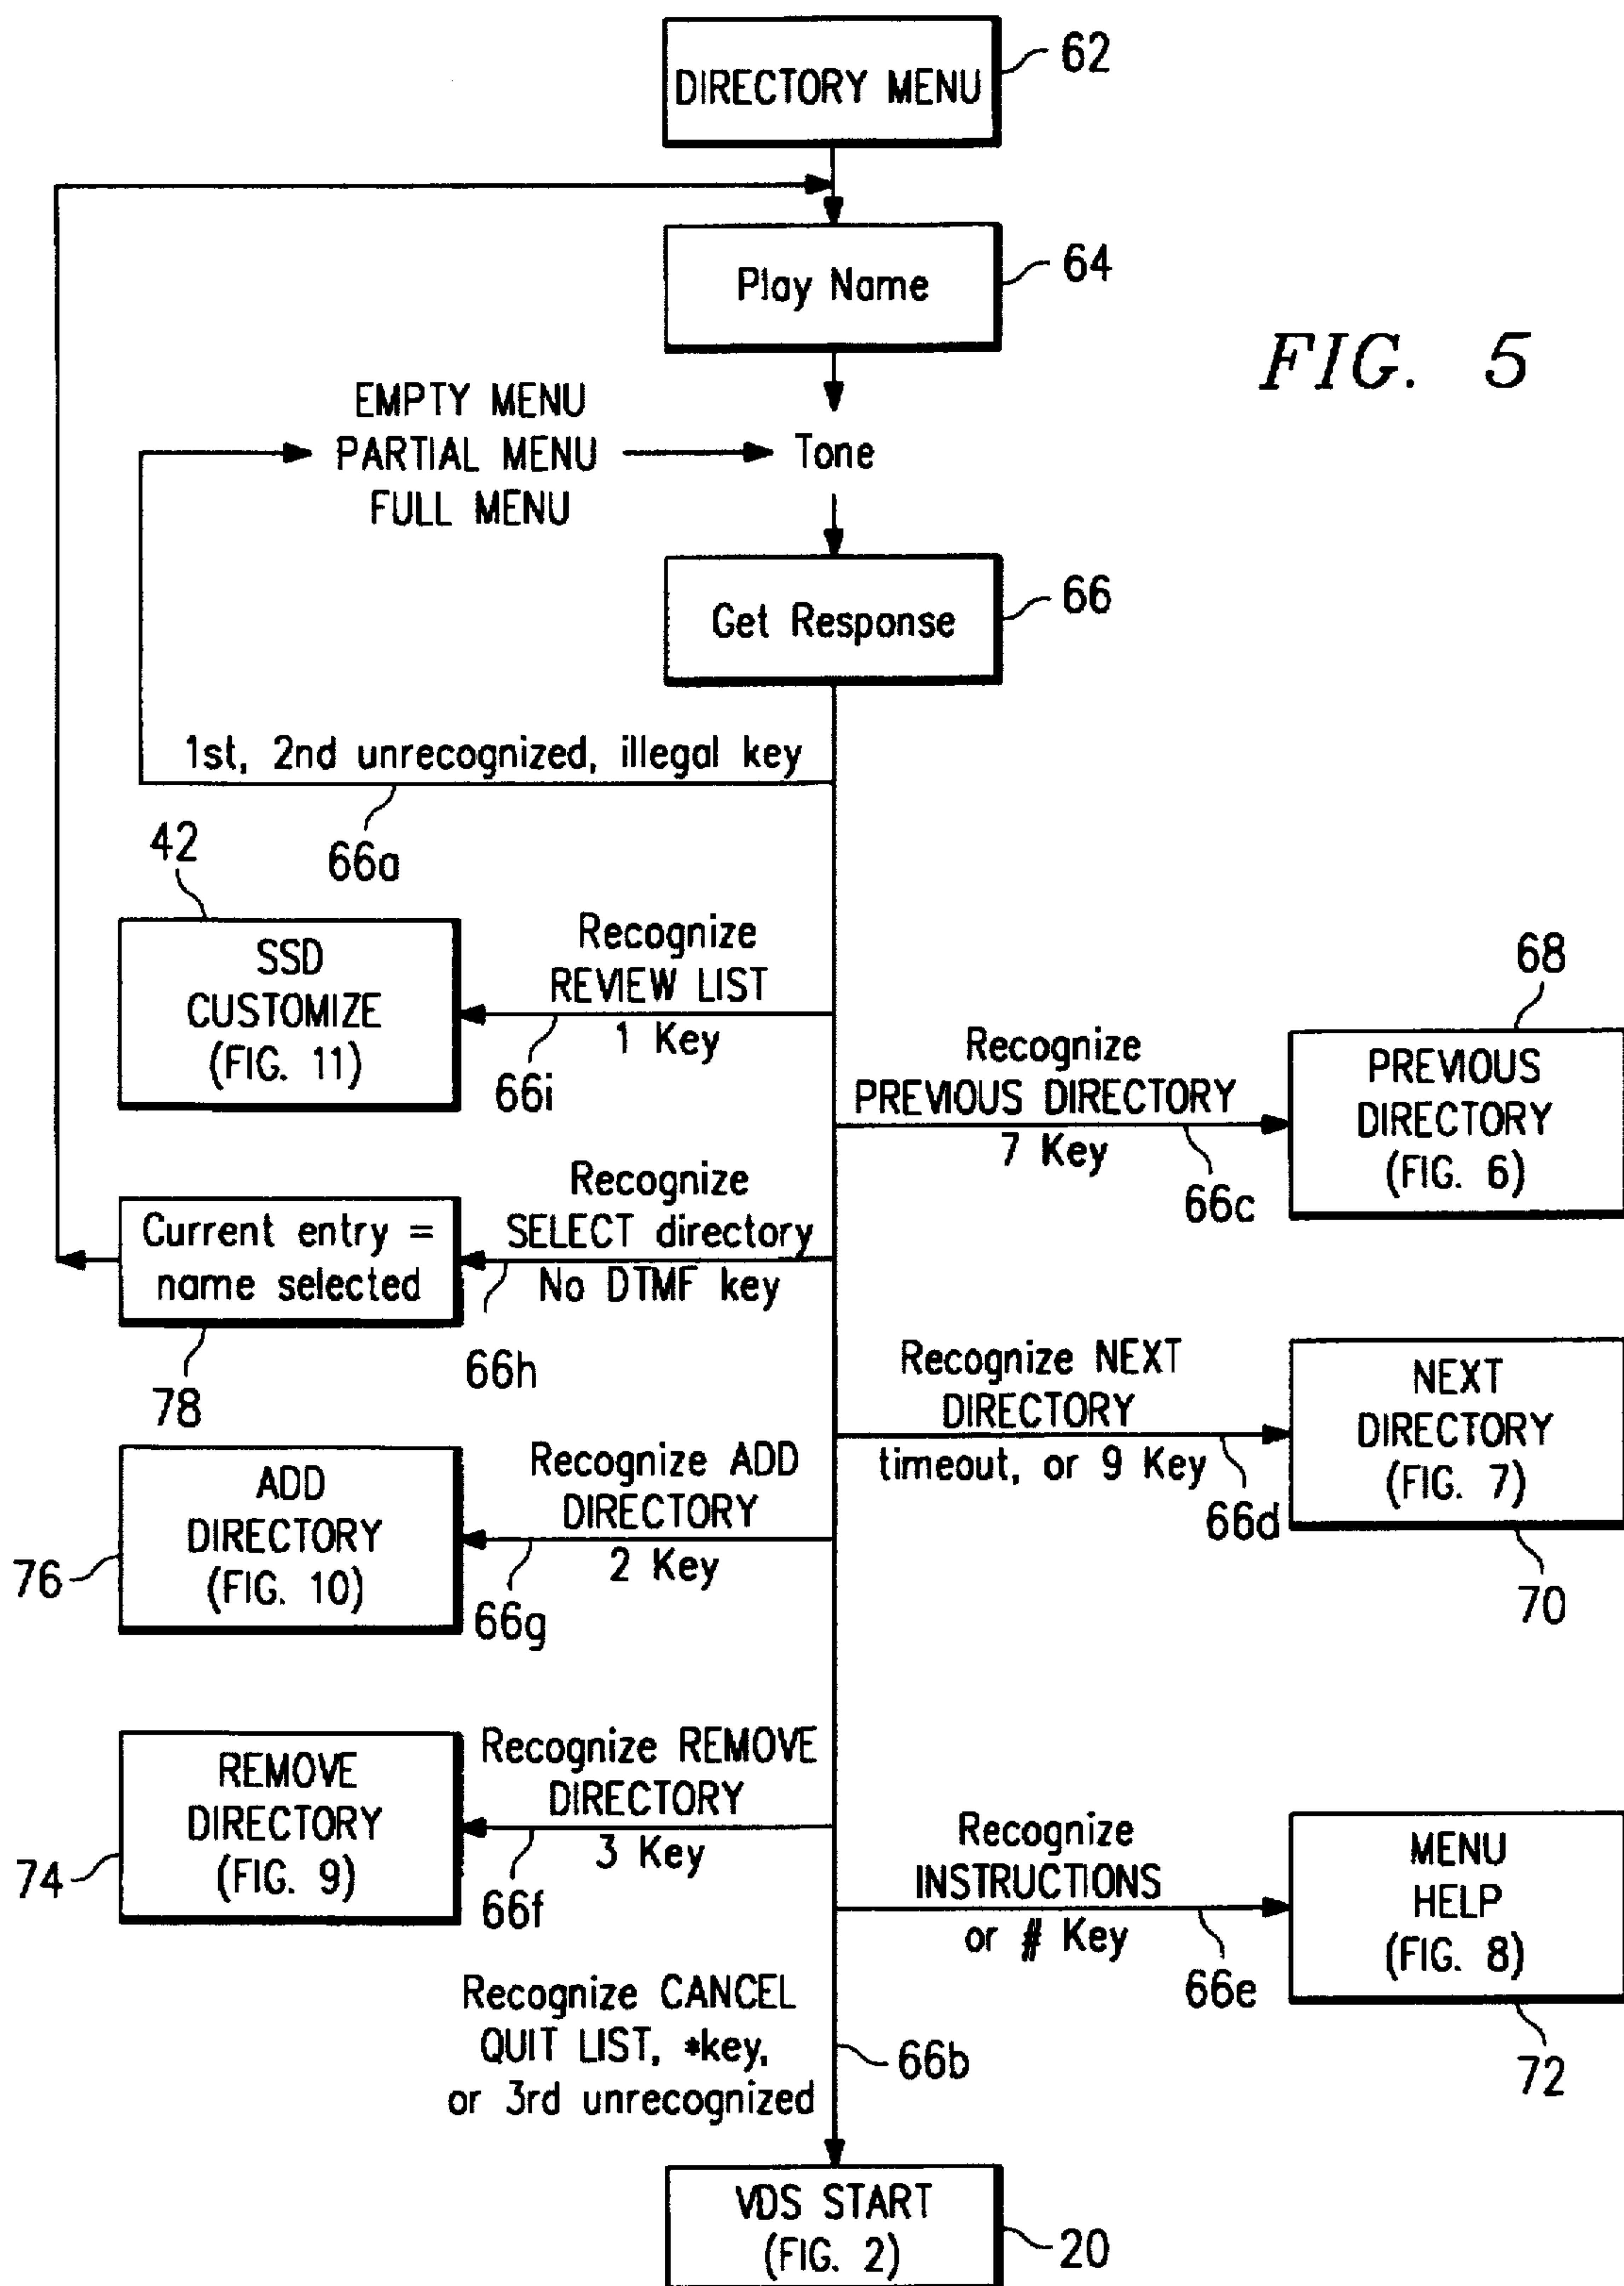 DIRECTORY MENU
62
Play Name
64
FIG. 5
EMPTY MENU
PARTIAL MENU
FULL MENU
Tone
Get Response
66
1st, 2nd unrecognized, illegal key
66a
42
SSD
CUSTOMIZE
(FIG. 11)
Recognize
REVIEW LIST
1 Key
66i
Recognize
PREVIOUS DIRECTORY
7 Key
66c
68
PREVIOUS
DIRECTORY
(FIG. 6)
Recognize
SELECT directory
No DTMF key
66h
Current entry =
name selected
78
Recognize NEXT
DIRECTORY
timeout, or 9 Key
66d
NEXT
DIRECTORY
(FIG. 7)
70
ADD
DIRECTORY
(FIG. 10)
76
Recognize ADD
DIRECTORY
2 Key
66g
REMOVE
DIRECTORY
(FIG. 9)
74
Recognize REMOVE
DIRECTORY
3 Key
66f
Recognize
INSTRUCTIONS
or # Key
66e
MENU
HELP
(FIG. 8)
72
Recognize CANCEL
QUIT LIST, *key,
or 3rd unrecognized
66b
VDS START
(FIG. 2)
20